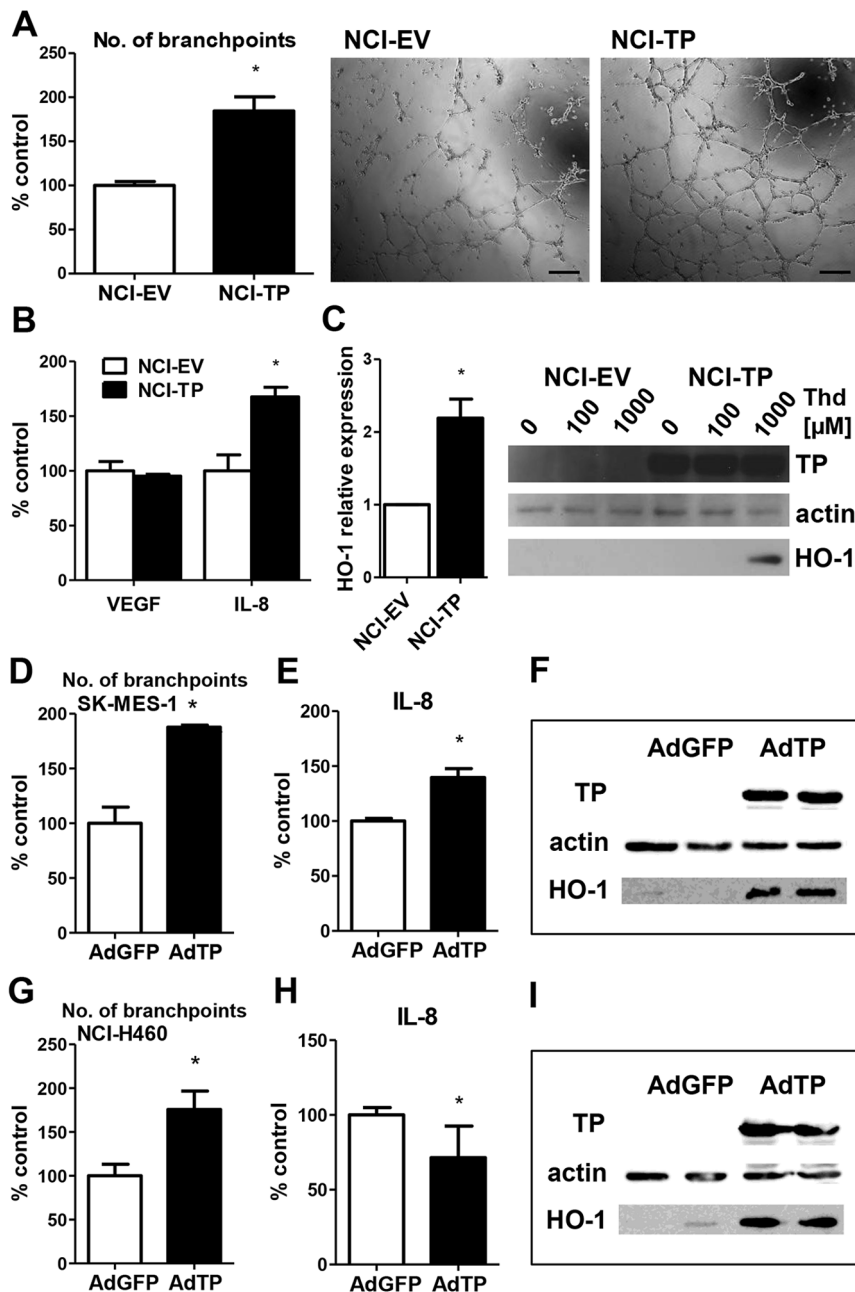 A
No. of branchpoints
*
250
200
150
100
50
0
% control
NCI-EV NCI-TP
NCI-EV
NCI-TP
B
200
150
100
50
0
% control
NCI-EV
NCI-TP
*
VEGF IL-8
C
3
2
1
0
HO-1 relative expression
*
NCI-EV
NCI-TP
NCI-EV NCI-TP
0 100 1000 0 100 1000
Thd
[µM]
TP
actin
HO-1
D
No. of branchpoints
SK-MES-1
*
200
150
100
50
0
% control
AdGFP AdTP
E
IL-8
*
200
150
100
50
0
% control
AdGFP AdTP
F
AdGFP AdTP
TP
actin
HO-1
G
No. of branchpoints
NCI-H460
*
250
200
150
100
50
0
% control
AdGFP AdTP
H
IL-8
*
150
100
50
0
% control
AdGFP AdTP
I
AdGFP AdTP
TP
actin
HO-1